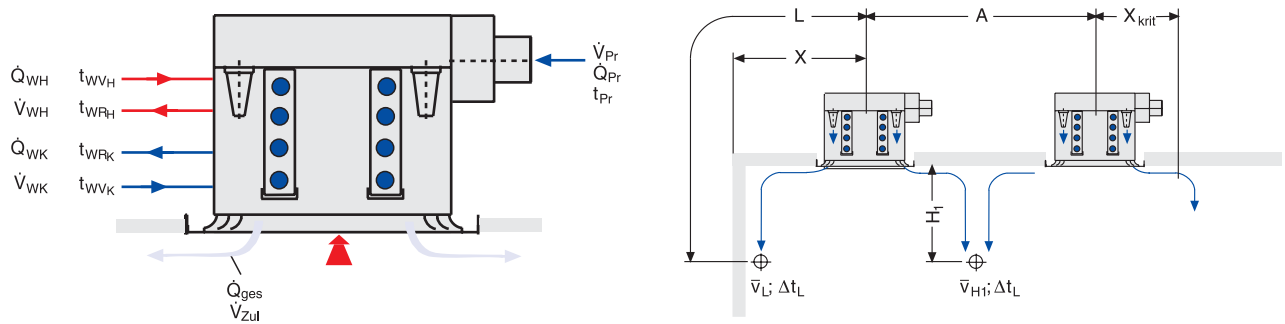 Q̇WH tWVH
V̇WH tWRH
Q̇WK tWRK
V̇WK tWVK
V̇Pr
Q̇Pr
tPr
Q̇ges
V̇Zul
L A Xkrit
X
H1
v̄L; ΔtL
v̄H1; ΔtL